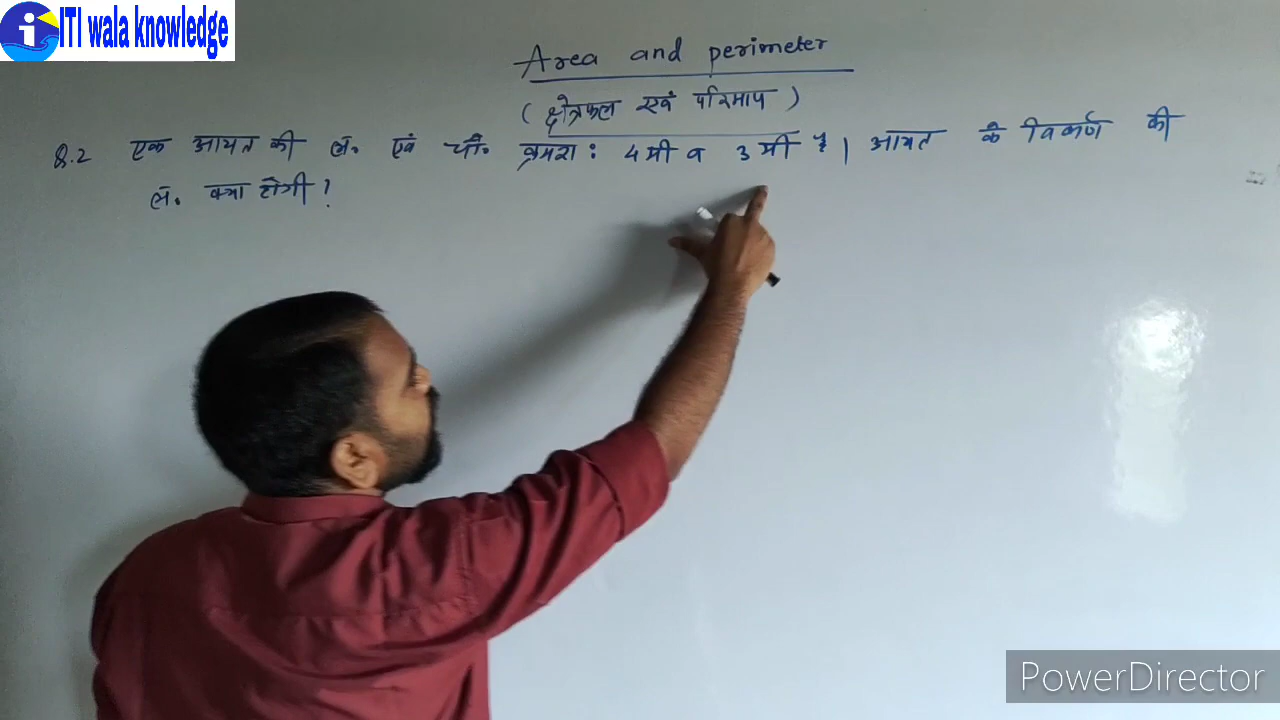 ITI wala knowledge
Area and perimeter
(क्षेत्रफल एवं परिमाप)
Q.2 एक आयत की लं. एवं चौ. क्रमशः 4 मी व 3 मी है। आयत के विकर्ण की
लं. क्या होगी?
PowerDirector